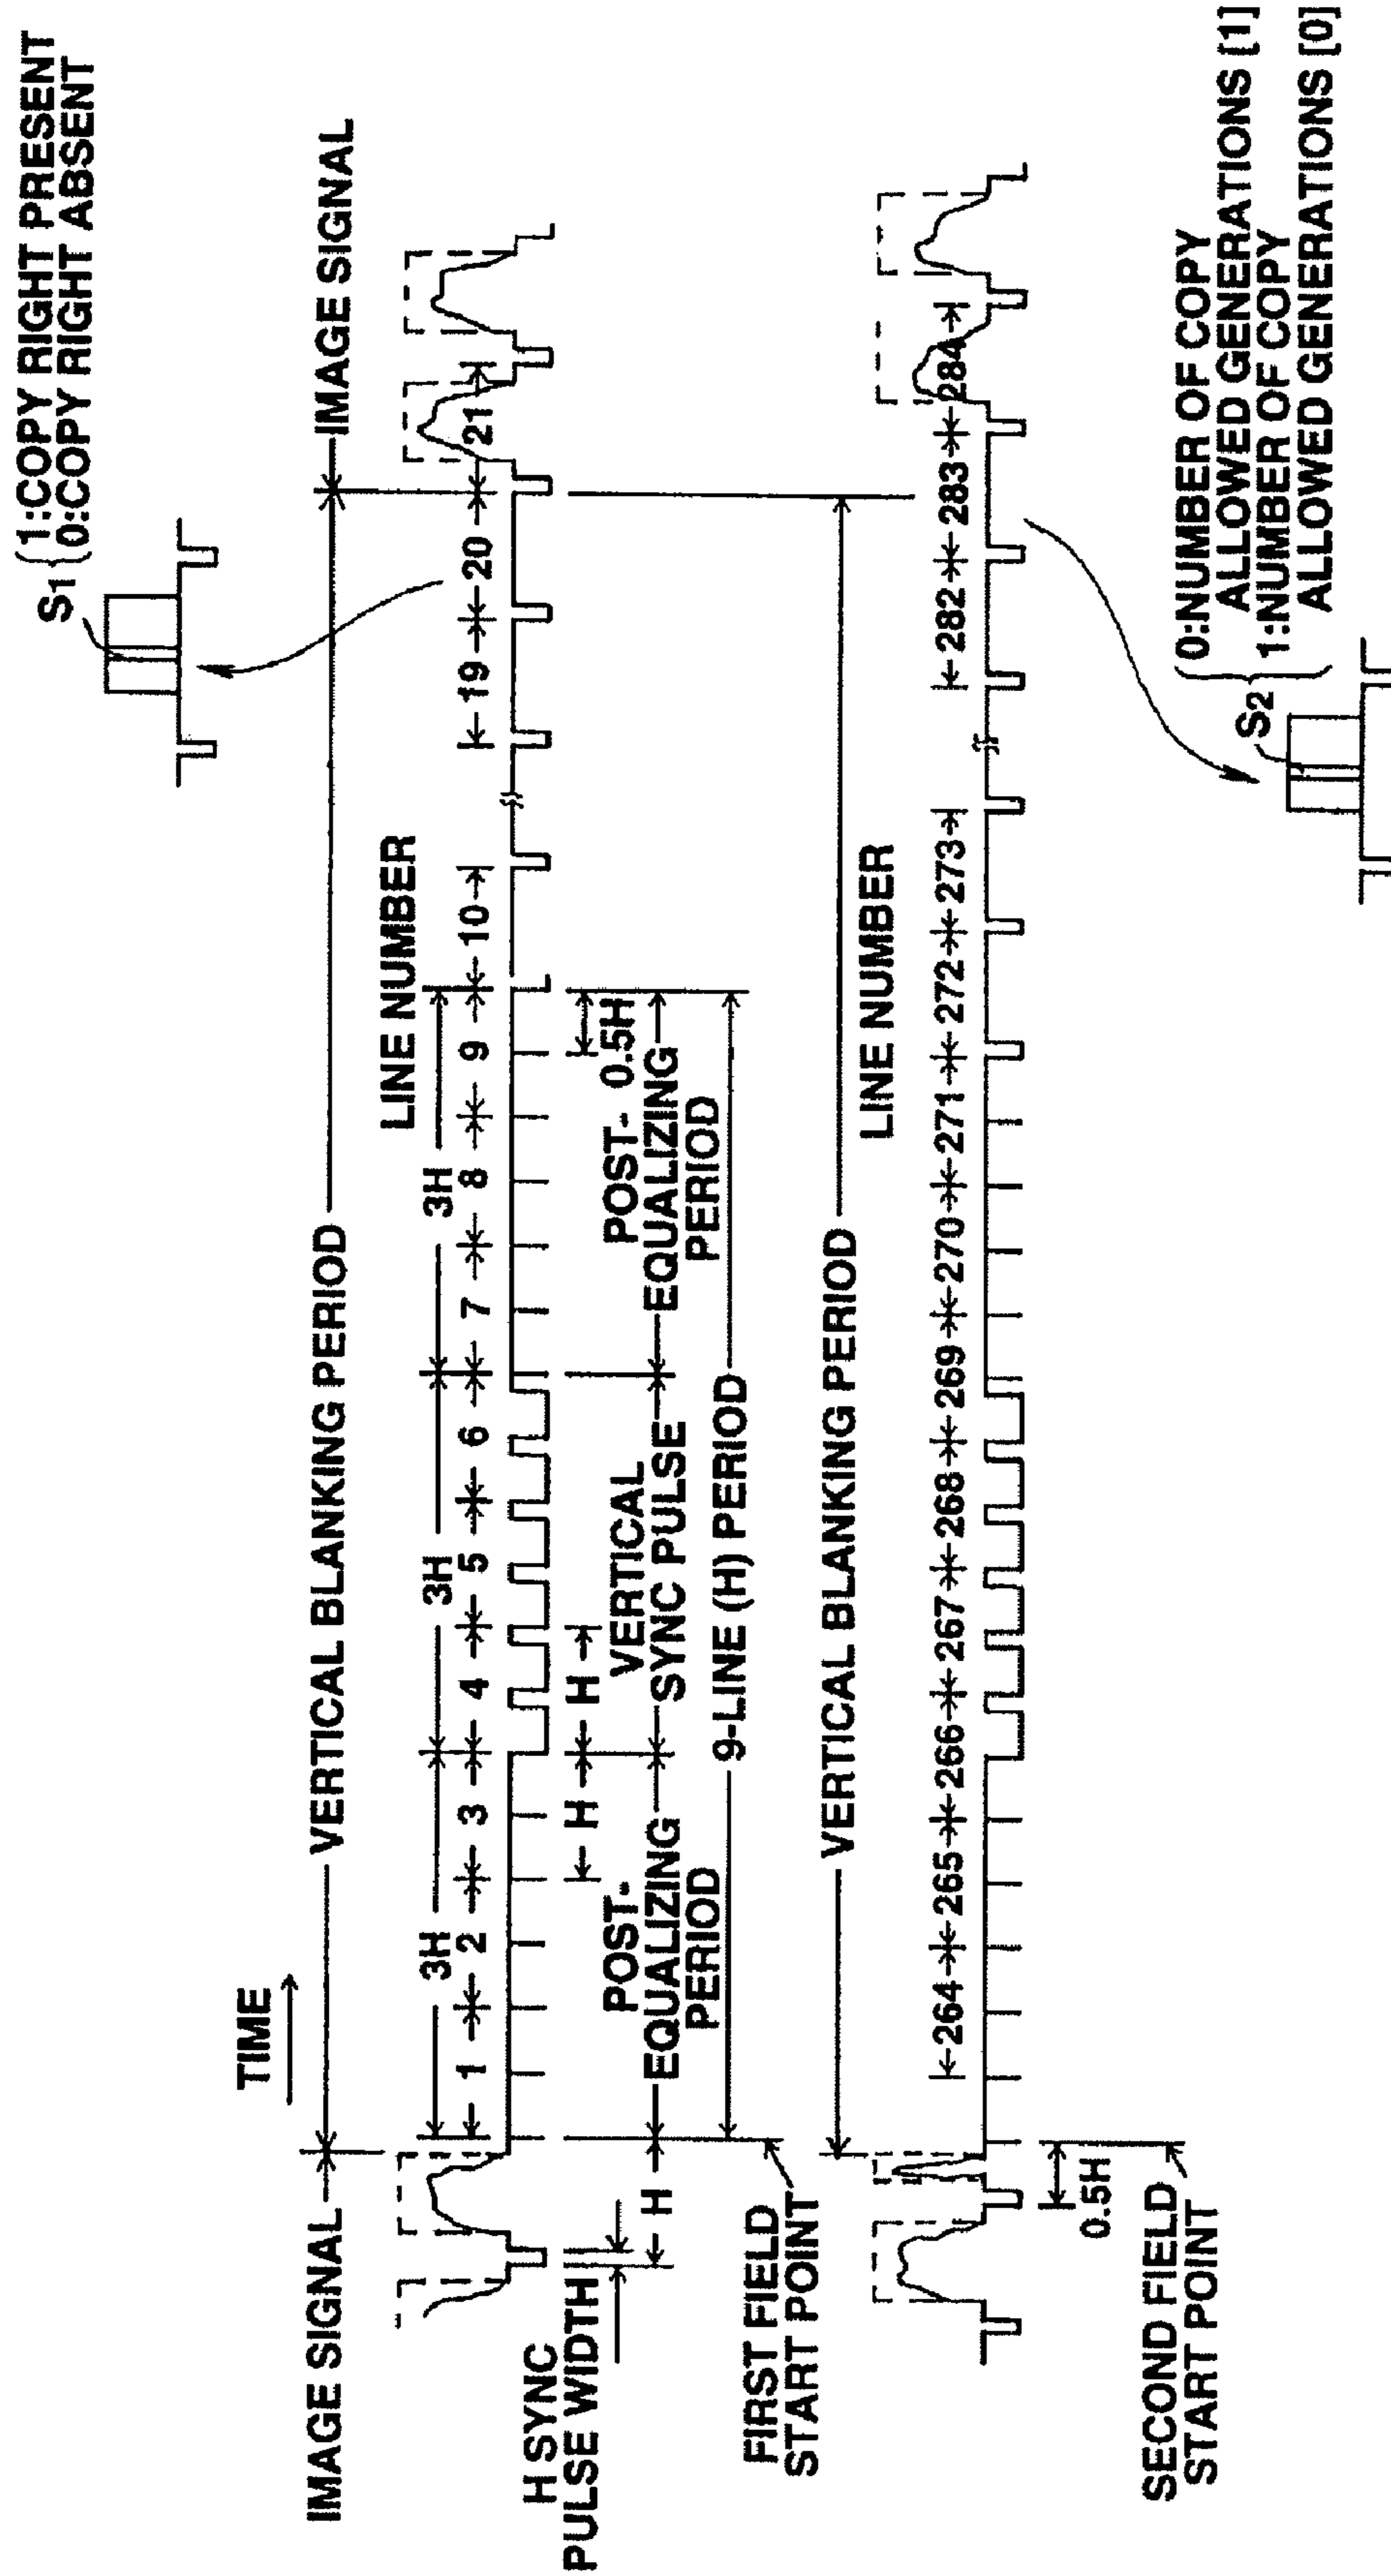 S1 { 1:COPY RIGHT PRESENT
0:COPY RIGHT ABSENT
TIME
IMAGE SIGNAL
VERTICAL BLANKING PERIOD
IMAGE SIGNAL
LINE NUMBER
3H
3H
3H
1 2 3 4 5 6 7 8 9 10 19 20 21
H SYNC
PULSE WIDTH
H
H
H
0.5H
POST-
EQUALIZING
PERIOD
VERTICAL
SYNC PULSE
POST-
EQUALIZING
PERIOD
9-LINE (H) PERIOD
FIRST FIELD
START POINT
VERTICAL BLANKING PERIOD
LINE NUMBER
264 265 266 267 268 269 270 271 272 273 282 283 284
0.5H
SECOND FIELD
START POINT
S2 { 0:NUMBER OF COPY
ALLOWED GENERATIONS [1]
1:NUMBER OF COPY
ALLOWED GENERATIONS [0]